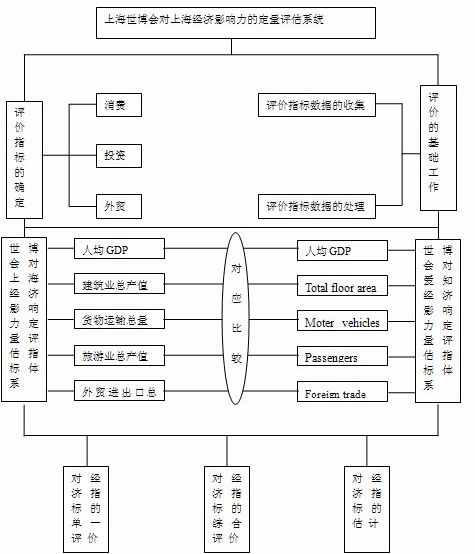 上海世博会对上海经济影响力的定量评估系统
评价指标的确定
消费
投资
外贸
评价指标数据的收集
评价指标数据的处理
评价的基础工作
世 博
会 对
上 海
经 济
影 响
力 定
量 评
估 指
标 体
系
人均GDP
建筑业总产值
货物运输总量
旅游业总产值
外贸进出口总
对应比较
人均GDP
Total floor area
Moter vehicles
Passengers
Foreign trade
世 博
会 对
爱 知
经 济
影 响
力 定
量 评
估 指
标 体
系
对 经
济 指
标 的
单 一
评 价
对 经
济 指
标 的
综 合
评 价
对 经
济 指
标 的
估 计